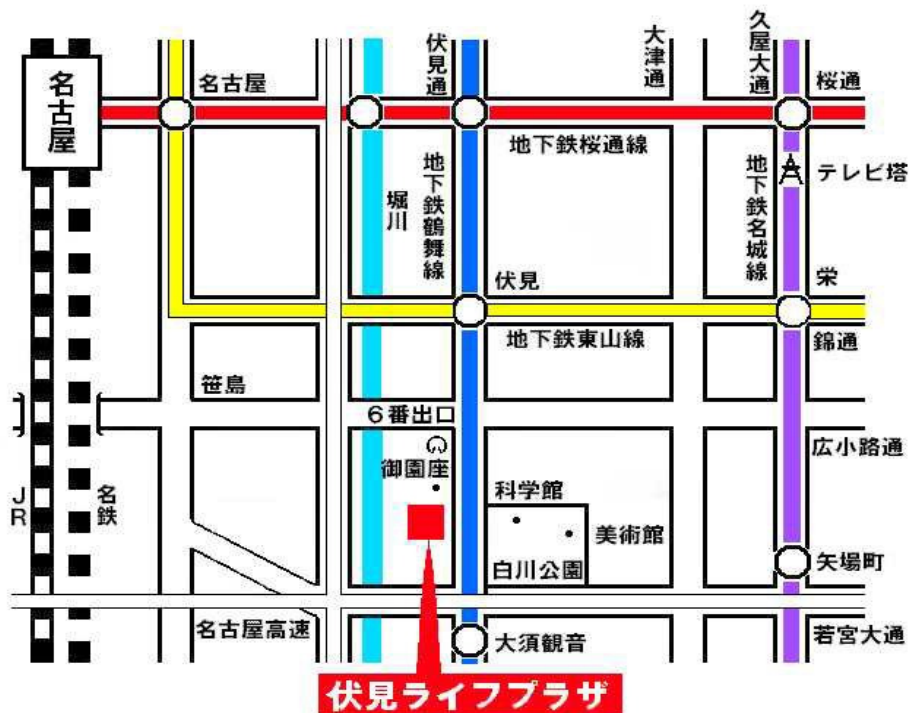 名古屋
名古屋
伏見通
大津通
久屋大通
桜通
地下鉄桜通線
テレビ塔
堀川
地下鉄鶴舞線
地下鉄名城線
伏見
栄
地下鉄東山線
錦通
笹島
6番出口
御園座
広小路通
JR
名鉄
科学館
美術館
白川公園
矢場町
名古屋高速
大須観音
若宮大通
伏見ライフプラザ